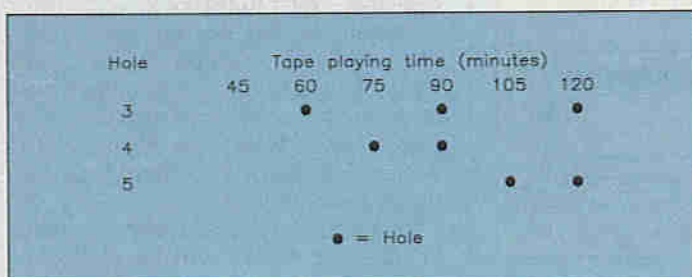 Hole Tape playing time (minutes)
45 60 75 90 105 120
3 ● ● ●
4 ● ●
5 ● ●
● = Hole